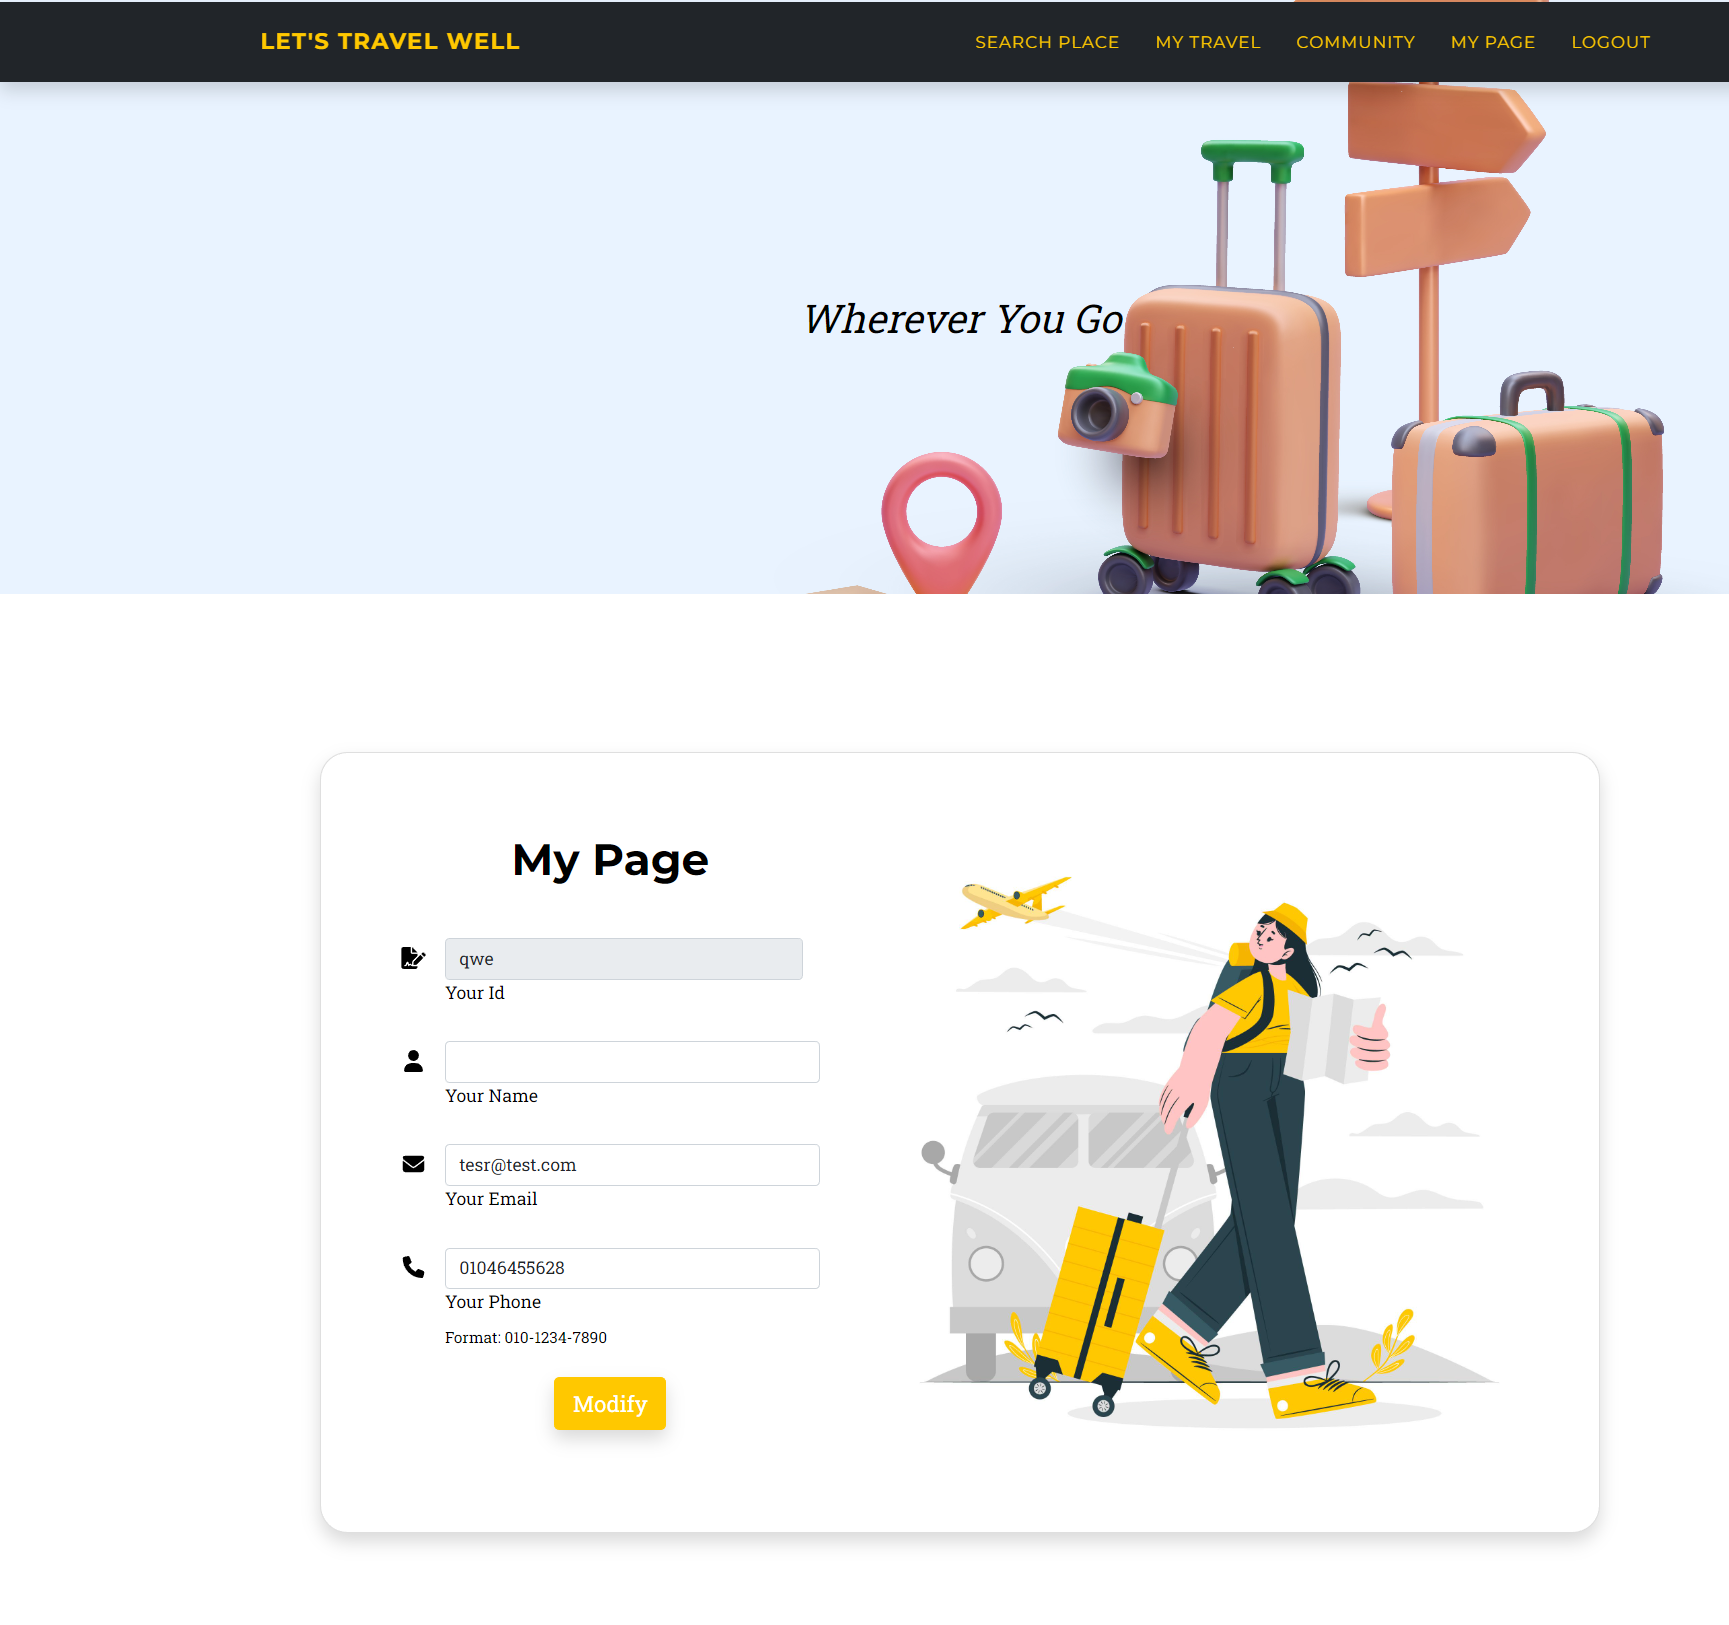 LET'S TRAVEL WELL
SEARCH PLACE MY TRAVEL COMMUNITY MY PAGE LOGOUT
Wherever You Go
My Page
qwe
Your Id
Your Name
tesr@test.com
Your Email
01046455628
Your Phone
Format: 010-1234-7890
Modify